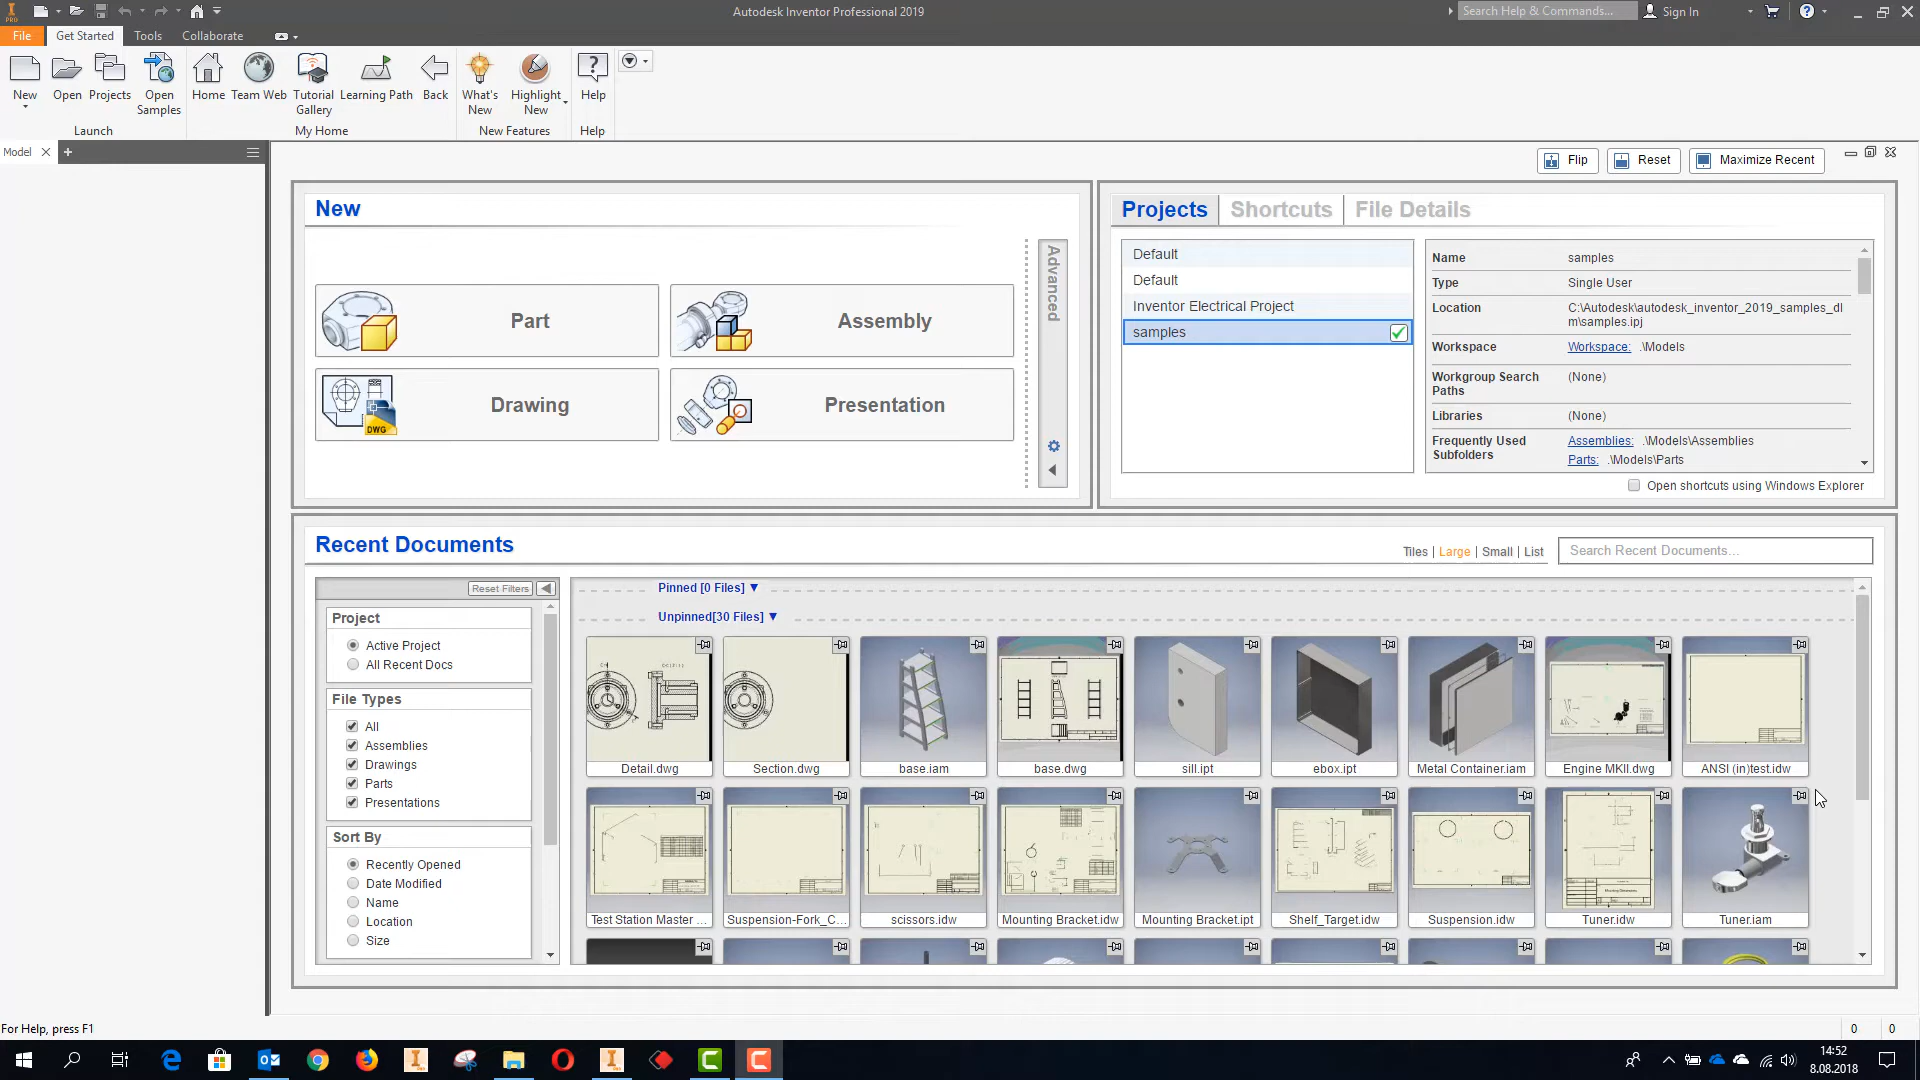 Autodesk Inventor Professional 2019
Search Help & Commands...
Sign In
File
Get Started
Tools
Collaborate
New
Open
Projects
Open
Samples
Home
Team Web
Tutorial
Gallery
Learning Path
Back
What's
New
Highlight
New
Help
Launch
My Home
New Features
Help
Model
Flip
Reset
Maximize Recent
New
Part
Assembly
Drawing
DWG
Presentation
Advanced
Projects
Shortcuts
File Details
Default
Default
Inventor Electrical Project
samples
Name samples
Type Single User
Location C:\Autodesk\autodesk_inventor_2019_samples_dl
m\samples.ipj
Workspace Workspace: .\Models
Workgroup Search (None)
Paths
Libraries (None)
Frequently Used Assemblies: .\Models\Assemblies
Subfolders Parts: .\Models\Parts
Open shortcuts using Windows Explorer
Recent Documents
Tiles | Large | Small | List
Search Recent Documents...
Reset Filters
Project
Active Project
All Recent Docs
File Types
All
Assemblies
Drawings
Parts
Presentations
Sort By
Recently Opened
Date Modified
Name
Location
Size
Pinned [0 Files]
Unpinned[30 Files]
Detail.dwg
Section.dwg
base.iam
base.dwg
sill.ipt
ebox.ipt
Metal Container.iam
Engine MKII.dwg
ANSI (in)test.idw
Test Station Master ...
Suspension-Fork_C...
scissors.idw
Mounting Bracket.idw
Mounting Bracket.ipt
Shelf_Target.idw
Suspension.idw
Tuner.idw
Tuner.iam
For Help, press F1
0 0
14:52
8.08.2018